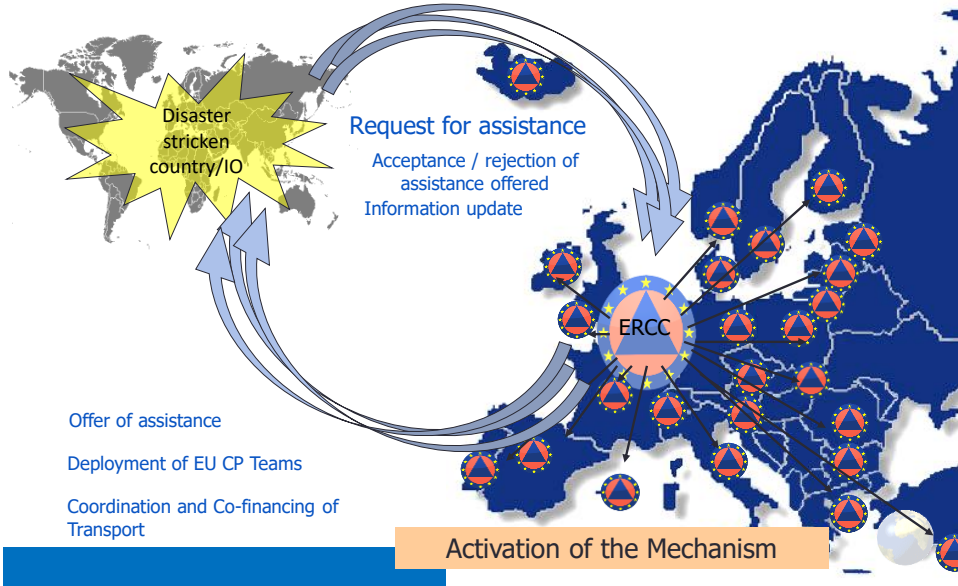 Disaster
stricken
country/IO
Request for assistance
Acceptance / rejection of
assistance offered
Information update
ERCC
Offer of assistance
Deployment of EU CP Teams
Coordination and Co-financing of
Transport
Activation of the Mechanism